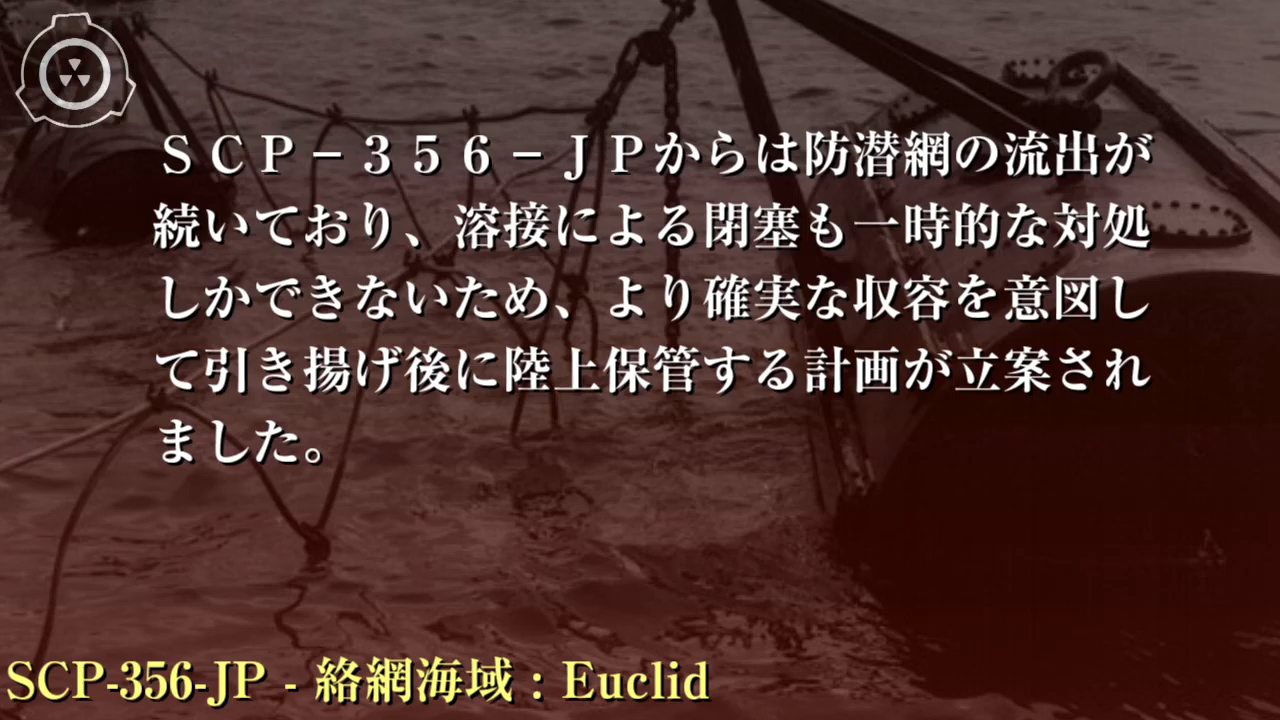 ＳＣＰ－３５６－ＪＰからは防潜網の流出が
続いており、溶接による閉塞も一時的な対処
しかできないため、より確実な収容を意図し
て引き揚げ後に陸上保管する計画が立案され
ました。
SCP-356-JP - 絡網海域：Euclid